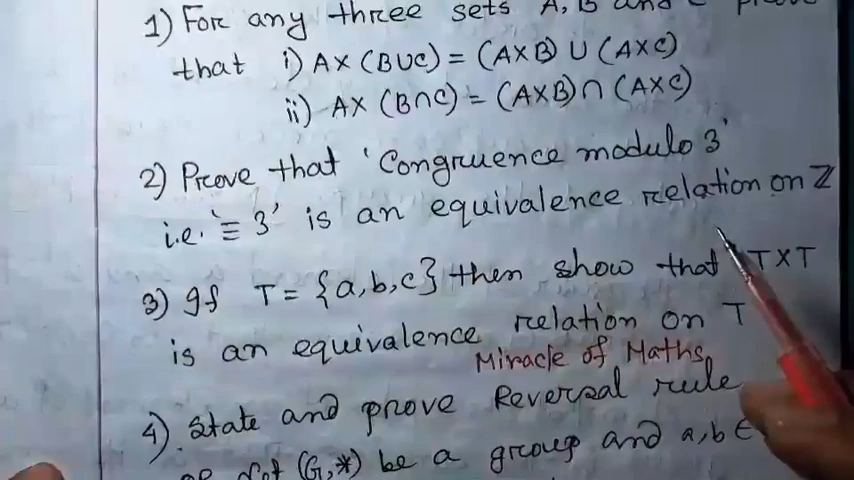 1) For any three sets A, B and C prove
that i) A× (B∪C) = (A×B) ∪ (A×C)
ii) A× (B∩C) = (A×B)∩ (A×C)
2) Prove that 'Congruence modulo 3'
i.e. '≡ 3' is an equivalence relation on Z
3) If T = {a,b,c} then show that T×T
is an equivalence relation on T
Miracle of Maths
4) State and prove Reversal rule
or Let (G,*) be a group and a,b ∈